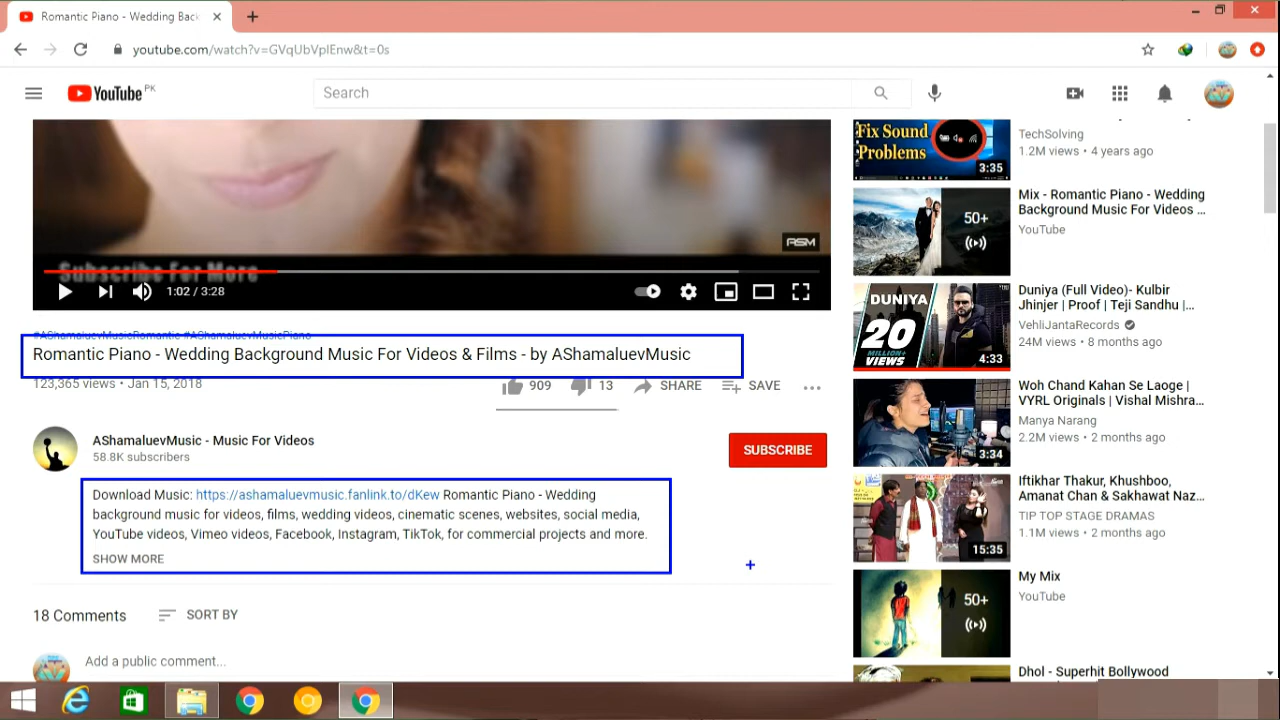 Romantic Piano - Wedding Back
youtube.com/watch?v=GVqUbVplEnw&t=0s
YouTube PK
Search
Fix Sound
Problems
3:35
TechSolving
1.2M views • 4 years ago
50+
Mix - Romantic Piano - Wedding
Background Music For Videos ...
YouTube
RSM
Subscribe For More
1:02 / 3:28
DUNIYA
20
MILLION+
VIEWS
4:33
Duniya (Full Video)- Kulbir
Jhinjer | Proof | Teji Sandhu |...
VehliJantaRecords
24M views • 8 months ago
#AShamaluevMusicRomantic #AShamaluevMusicPiano
Romantic Piano - Wedding Background Music For Videos & Films - by AShamaluevMusic
123,365 views • Jan 15, 2018
909 13 SHARE SAVE
3:34
Woh Chand Kahan Se Laoge |
VYRL Originals | Vishal Mishra...
Manya Narang
2.2M views • 2 months ago
AShamaluevMusic - Music For Videos
58.8K subscribers
SUBSCRIBE
Download Music: https://ashamaluevmusic.fanlink.to/dKew Romantic Piano - Wedding
background music for videos, films, wedding videos, cinematic scenes, websites, social media,
YouTube videos, Vimeo videos, Facebook, Instagram, TikTok, for commercial projects and more.
SHOW MORE
15:35
Iftikhar Thakur, Khushboo,
Amanat Chan & Sakhawat Naz...
TIP TOP STAGE DRAMAS
1.1M views • 2 months ago
50+
My Mix
YouTube
18 Comments SORT BY
Add a public comment...
Dhol - Superhit Bollywood